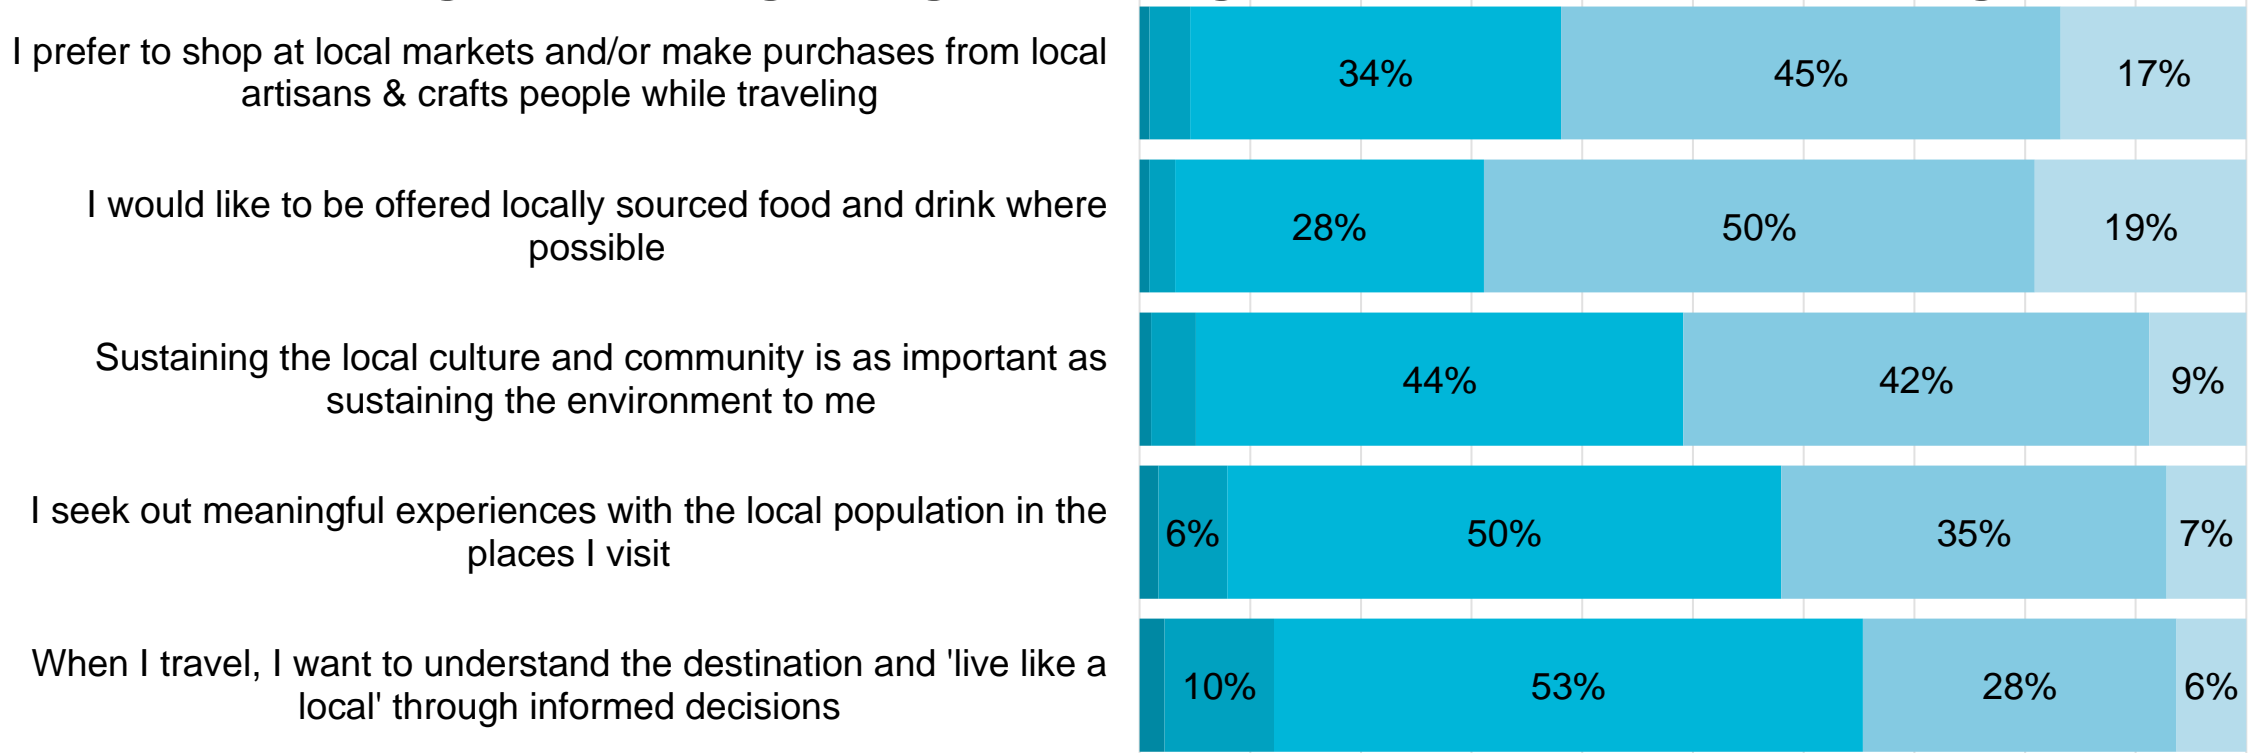 I prefer to shop at local markets and/or make purchases from local
artisans & crafts people while traveling
34% 45% 17%
I would like to be offered locally sourced food and drink where
possible
28% 50% 19%
Sustaining the local culture and community is as important as
sustaining the environment to me
44% 42% 9%
I seek out meaningful experiences with the local population in the
places I visit
6% 50% 35% 7%
When I travel, I want to understand the destination and 'live like a
local' through informed decisions
10% 53% 28% 6%